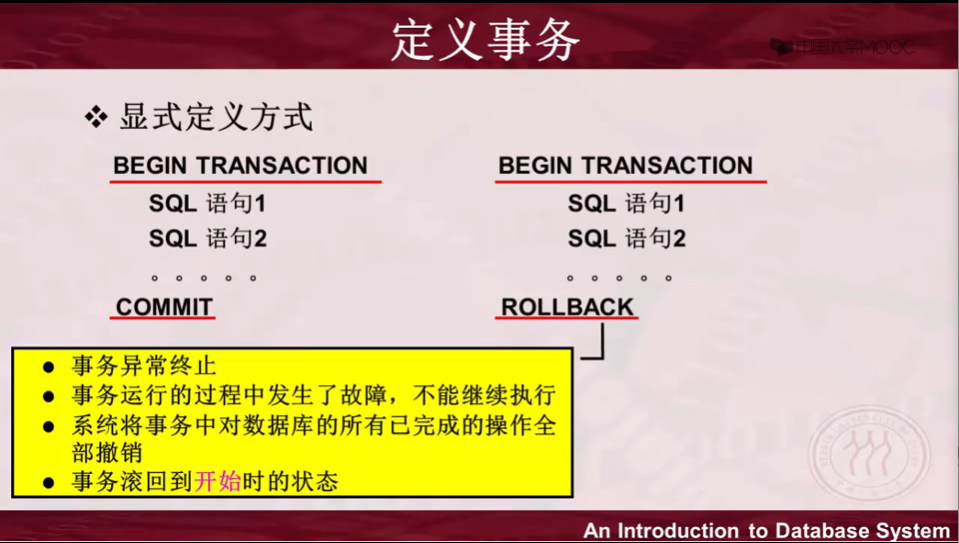 定义事务
中国大学MOOC
❖ 显式定义方式
BEGIN TRANSACTION
SQL 语句1
SQL 语句2
。。。。。
COMMIT
BEGIN TRANSACTION
SQL 语句1
SQL 语句2
。。。。。
ROLLBACK
● 事务异常终止
● 事务运行的过程中发生了故障，不能继续执行
● 系统将事务中对数据库的所有已完成的操作全
部撤销
● 事务滚回到开始时的状态
An Introduction to Database System